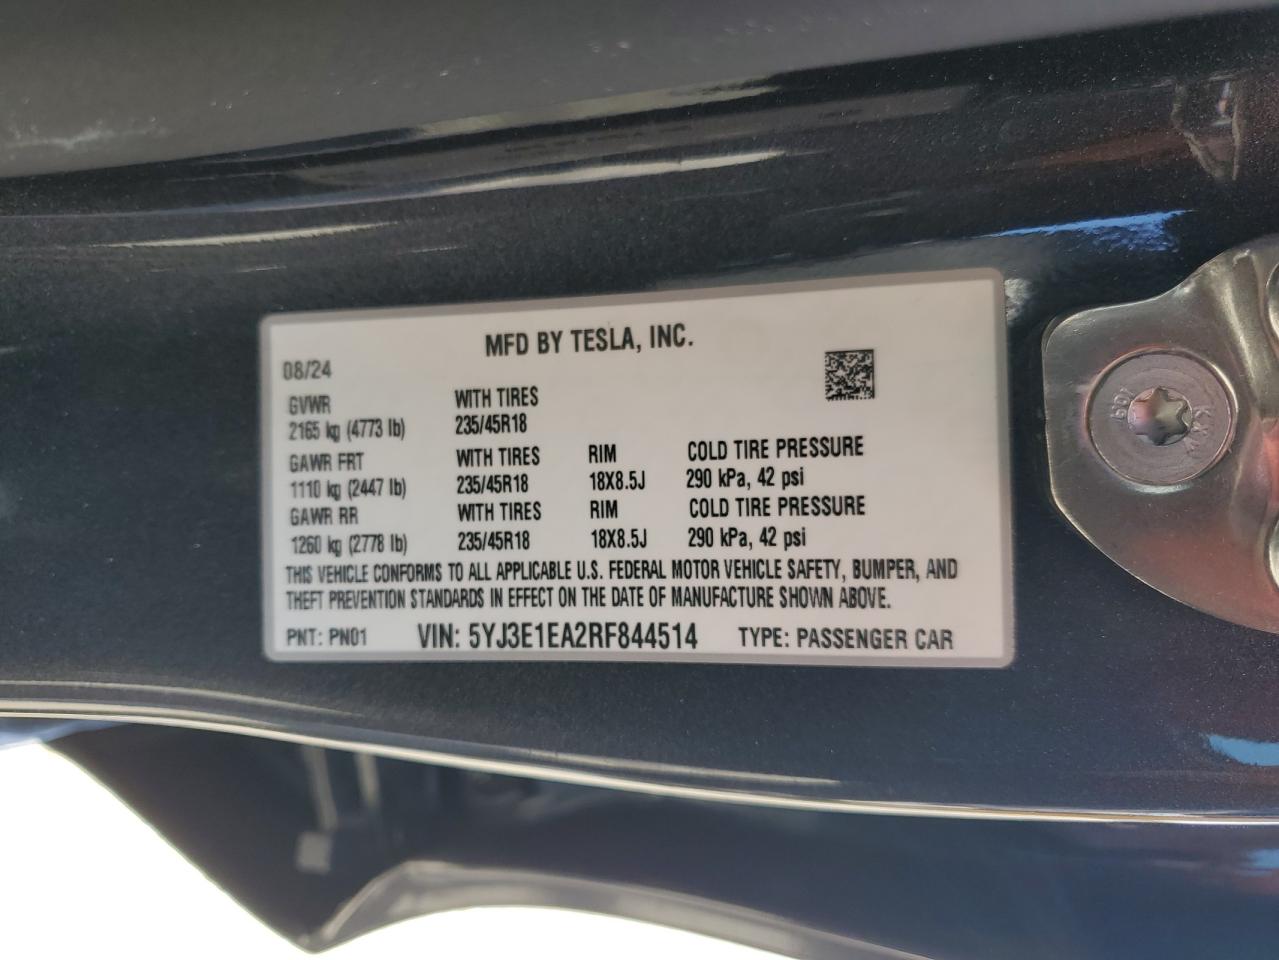 MFD BY TESLA, INC.
08/24
GVWR WITH TIRES
2165 kg (4773 lb) 235/45R18
GAWR FRT WITH TIRES RIM COLD TIRE PRESSURE
1110 kg (2447 lb) 235/45R18 18X8.5J 290 kPa, 42 psi
GAWR RR WITH TIRES RIM COLD TIRE PRESSURE
1260 kg (2778 lb) 235/45R18 18X8.5J 290 kPa, 42 psi
THIS VEHICLE CONFORMS TO ALL APPLICABLE U.S. FEDERAL MOTOR VEHICLE SAFETY, BUMPER, AND
THEFT PREVENTION STANDARDS IN EFFECT ON THE DATE OF MANUFACTURE SHOWN ABOVE.
PNT: PN01 VIN: 5YJ3E1EA2RF844514 TYPE: PASSENGER CAR